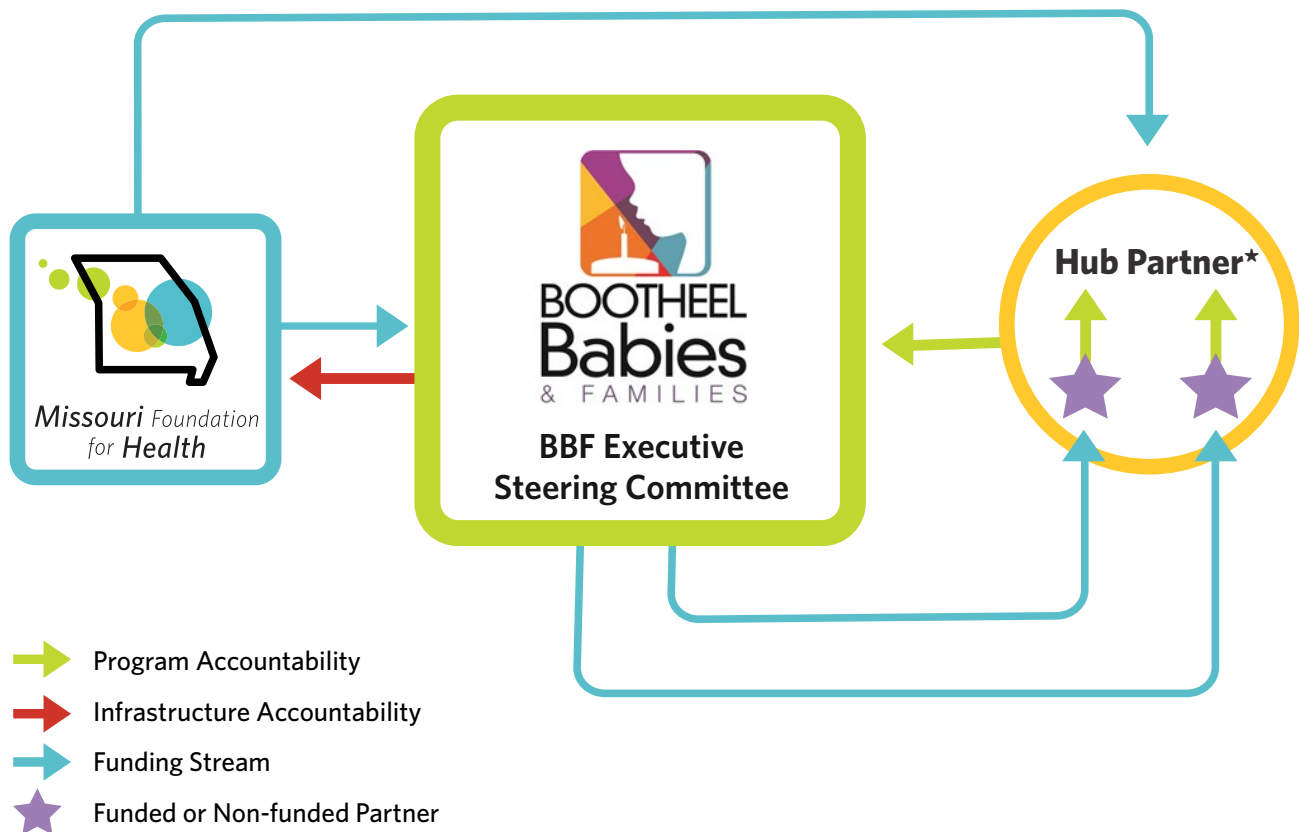 BOOTHEEL
Babies
& FAMILIES
BBF Executive
Steering Committee
Missouri Foundation
for Health
Hub Partner*
Program Accountability
Infrastructure Accountability
Funding Stream
Funded or Non-funded Partner